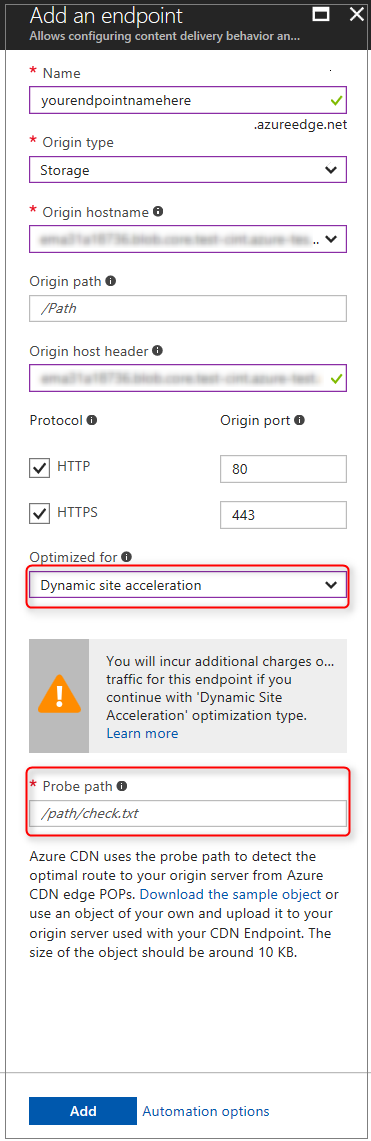 Add an endpoint
Allows configuring content delivery behavior an...
* Name
yourendpointnamehere
.azureedge.net
* Origin type
Storage
* Origin hostname
..
Origin path
/Path
Origin host header
Protocol Origin port
HTTP 80
HTTPS 443
Optimized for
Dynamic site acceleration
You will incur additional charges o...
traffic for this endpoint if you
continue with 'Dynamic Site
Acceleration' optimization type.
Learn more
* Probe path
/path/check.txt
Azure CDN uses the probe path to detect the
optimal route to your origin server from Azure
CDN edge POPs. Download the sample object or
use an object of your own and upload it to your
origin server used with your CDN Endpoint. The
size of the object should be around 10 KB.
Add Automation options